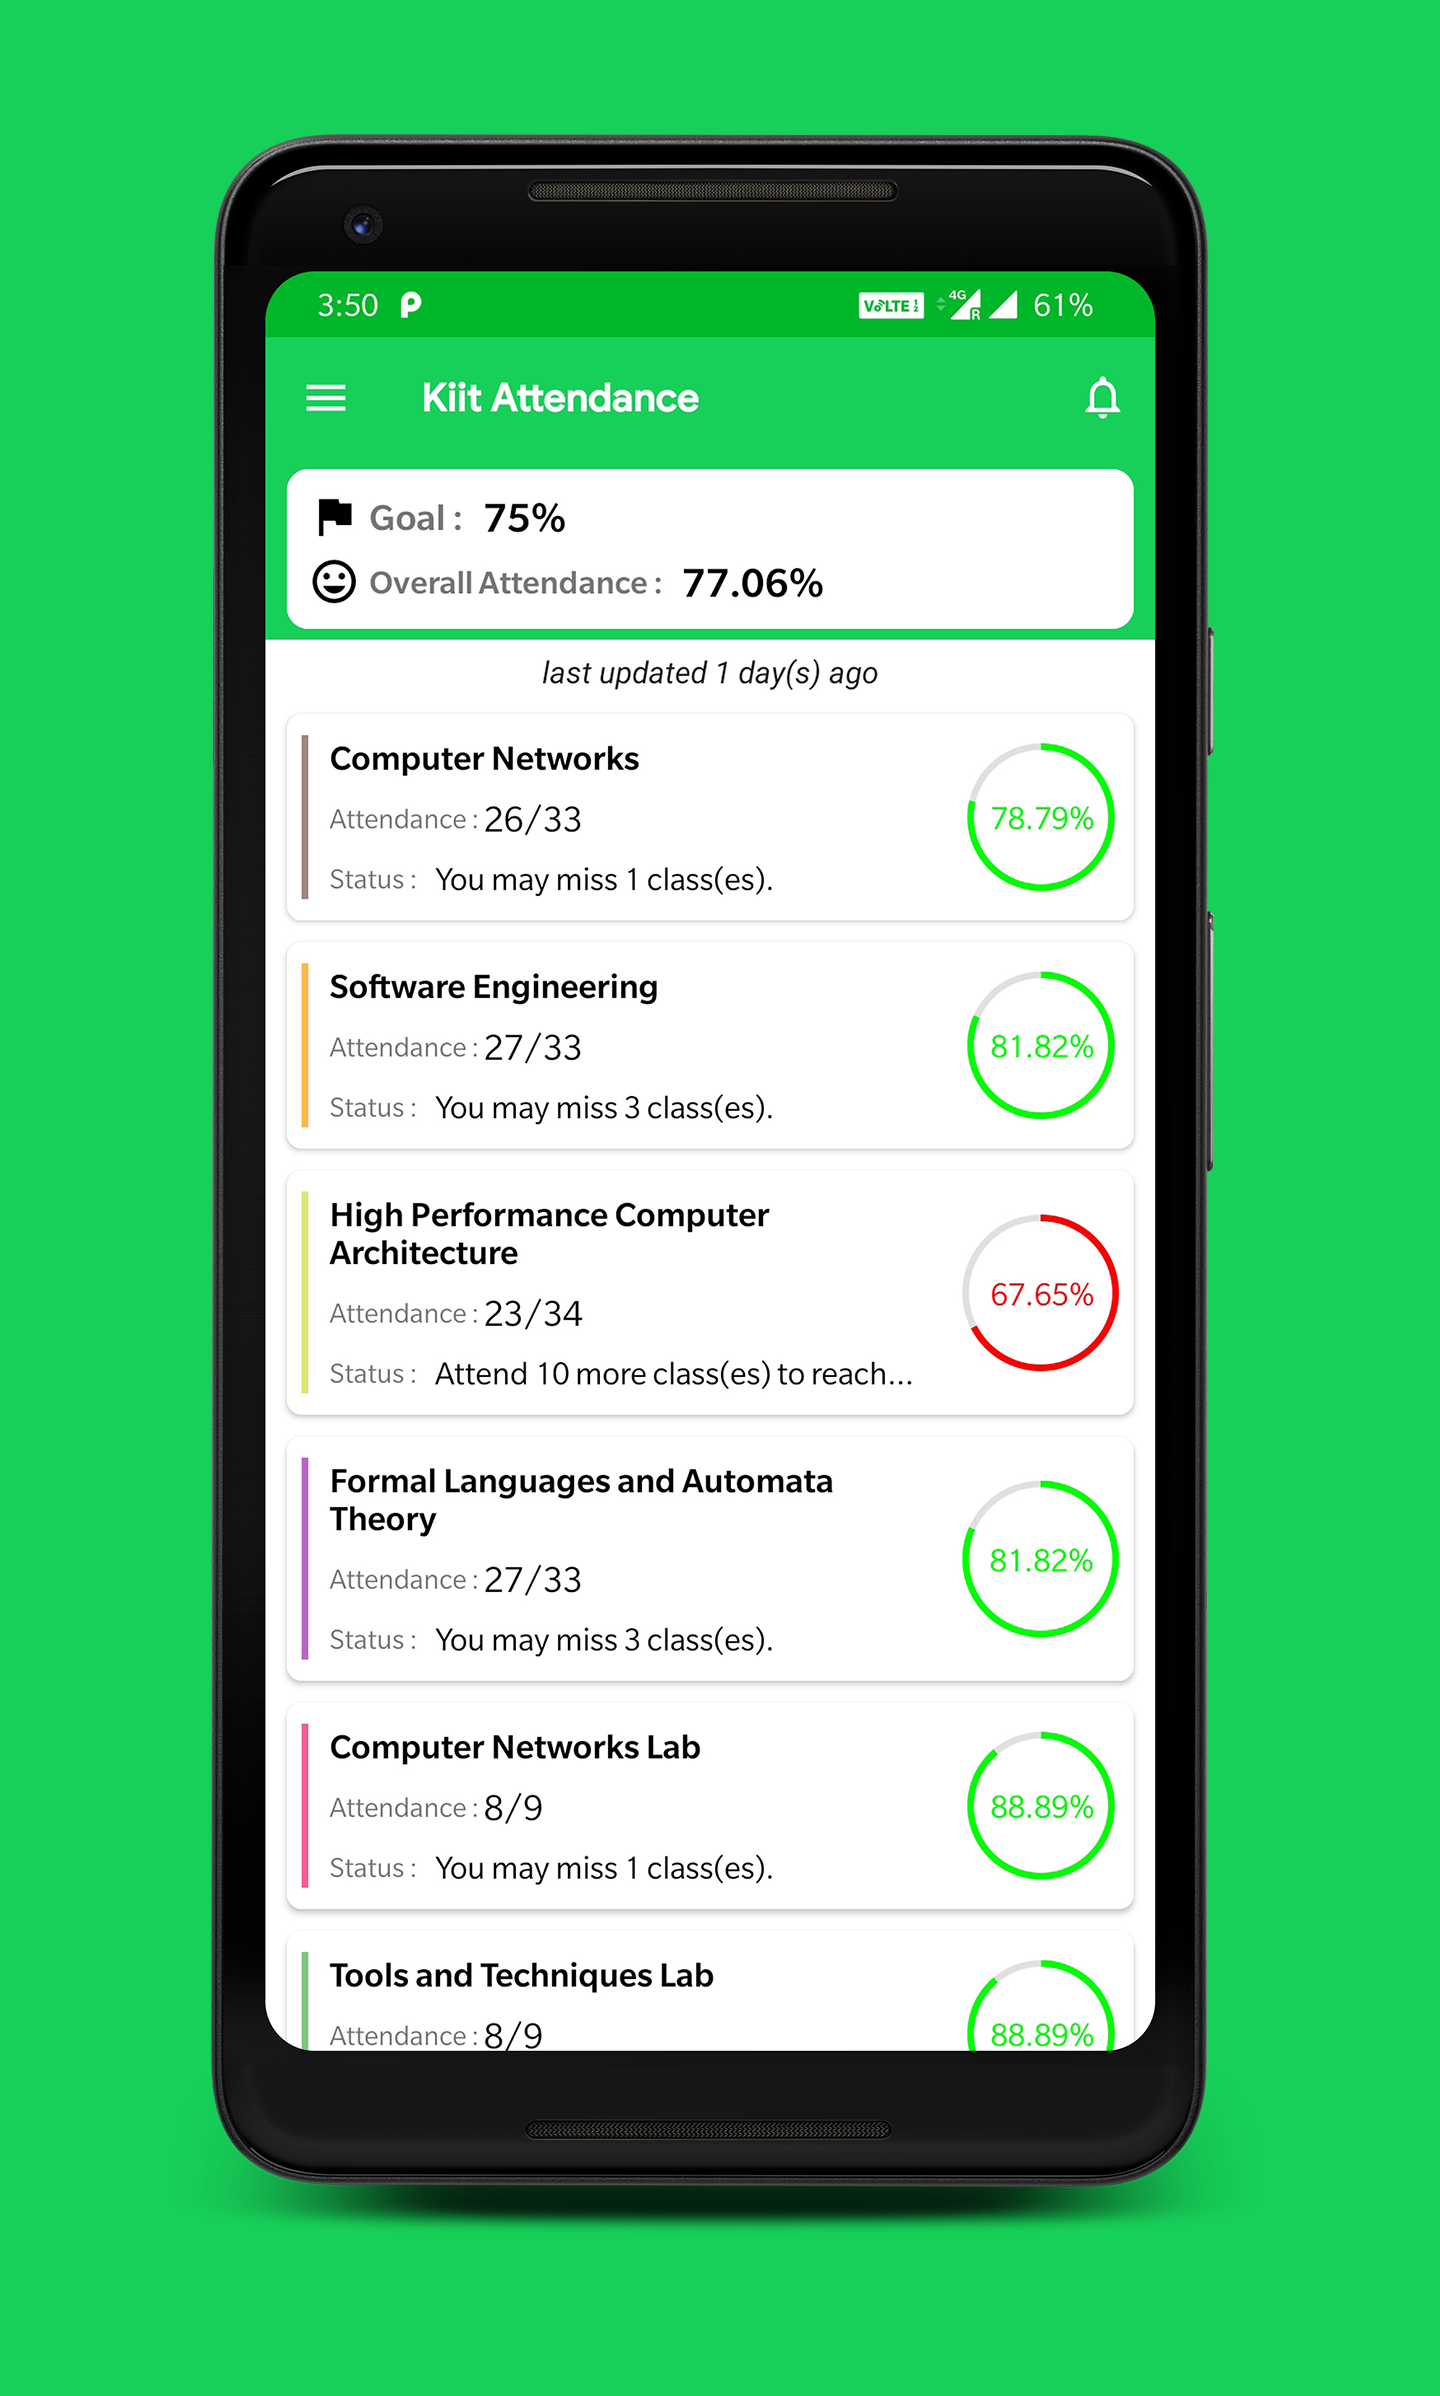 3:50
VoLTE 1 2 4G R 61%
Kiit Attendance
Goal : 75%
Overall Attendance : 77.06%
last updated 1 day(s) ago
Computer Networks
Attendance : 26/33
Status : You may miss 1 class(es).
78.79%
Software Engineering
Attendance : 27/33
Status : You may miss 3 class(es).
81.82%
High Performance Computer
Architecture
Attendance : 23/34
Status : Attend 10 more class(es) to reach...
67.65%
Formal Languages and Automata
Theory
Attendance : 27/33
Status : You may miss 3 class(es).
81.82%
Computer Networks Lab
Attendance : 8/9
Status : You may miss 1 class(es).
88.89%
Tools and Techniques Lab
Attendance : 8/9
88.89%